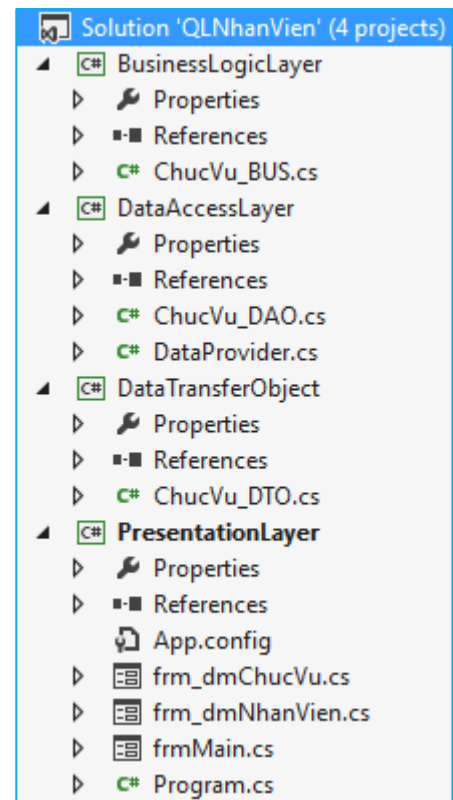 Solution 'QLNhanVien' (4 projects)
C# BusinessLogicLayer
Properties
References
C# ChucVu_BUS.cs
C# DataAccessLayer
Properties
References
C# ChucVu_DAO.cs
C# DataProvider.cs
C# DataTransferObject
Properties
References
C# ChucVu_DTO.cs
C# PresentationLayer
Properties
References
App.config
frm_dmChucVu.cs
frm_dmNhanVien.cs
frmMain.cs
C# Program.cs